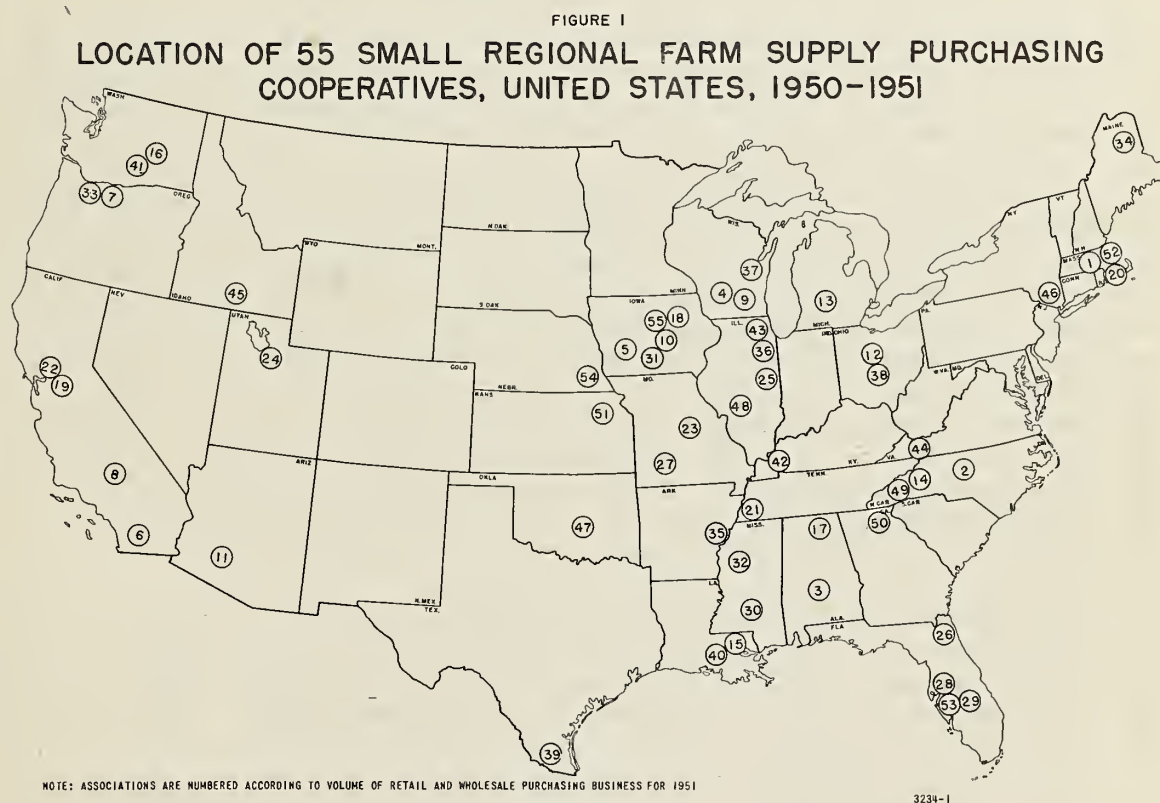 FIGURE 1
LOCATION OF 55 SMALL REGIONAL FARM SUPPLY PURCHASING
COOPERATIVES, UNITED STATES, 1950-1951
WASH
MAINE
34
16
41
33
7
OREG
N DAK
WIS.
NY
VT
N H
52
MASS
1
WYO
MONT.
37
CONN
R I
20
CALIF
NEV
IDAHO
45
S DAK
MINN
IOWA
4
9
13
46
N J
UTAH
24
55
18
ILL.
43
MICH
IND
OHIO
PA.
5
10
31
36
12
22
19
COLO
54
MO.
25
38
W VA.
MD.
DEL
NEBR.
KANS
51
48
23
8
27
42
KY.
VA.
44
ARIZ
OKLA
TENN.
2
ARK
49
14
N CAR
S CAR
21
MISS.
50
GA
6
11
47
35
17
32
N.MEX
TEX.
LA
3
30
ALA
FLA
26
15
40
28
53
29
39
NOTE: ASSOCIATIONS ARE NUMBERED ACCORDING TO VOLUME OF RETAIL AND WHOLESALE PURCHASING BUSINESS FOR 1951
3234-1